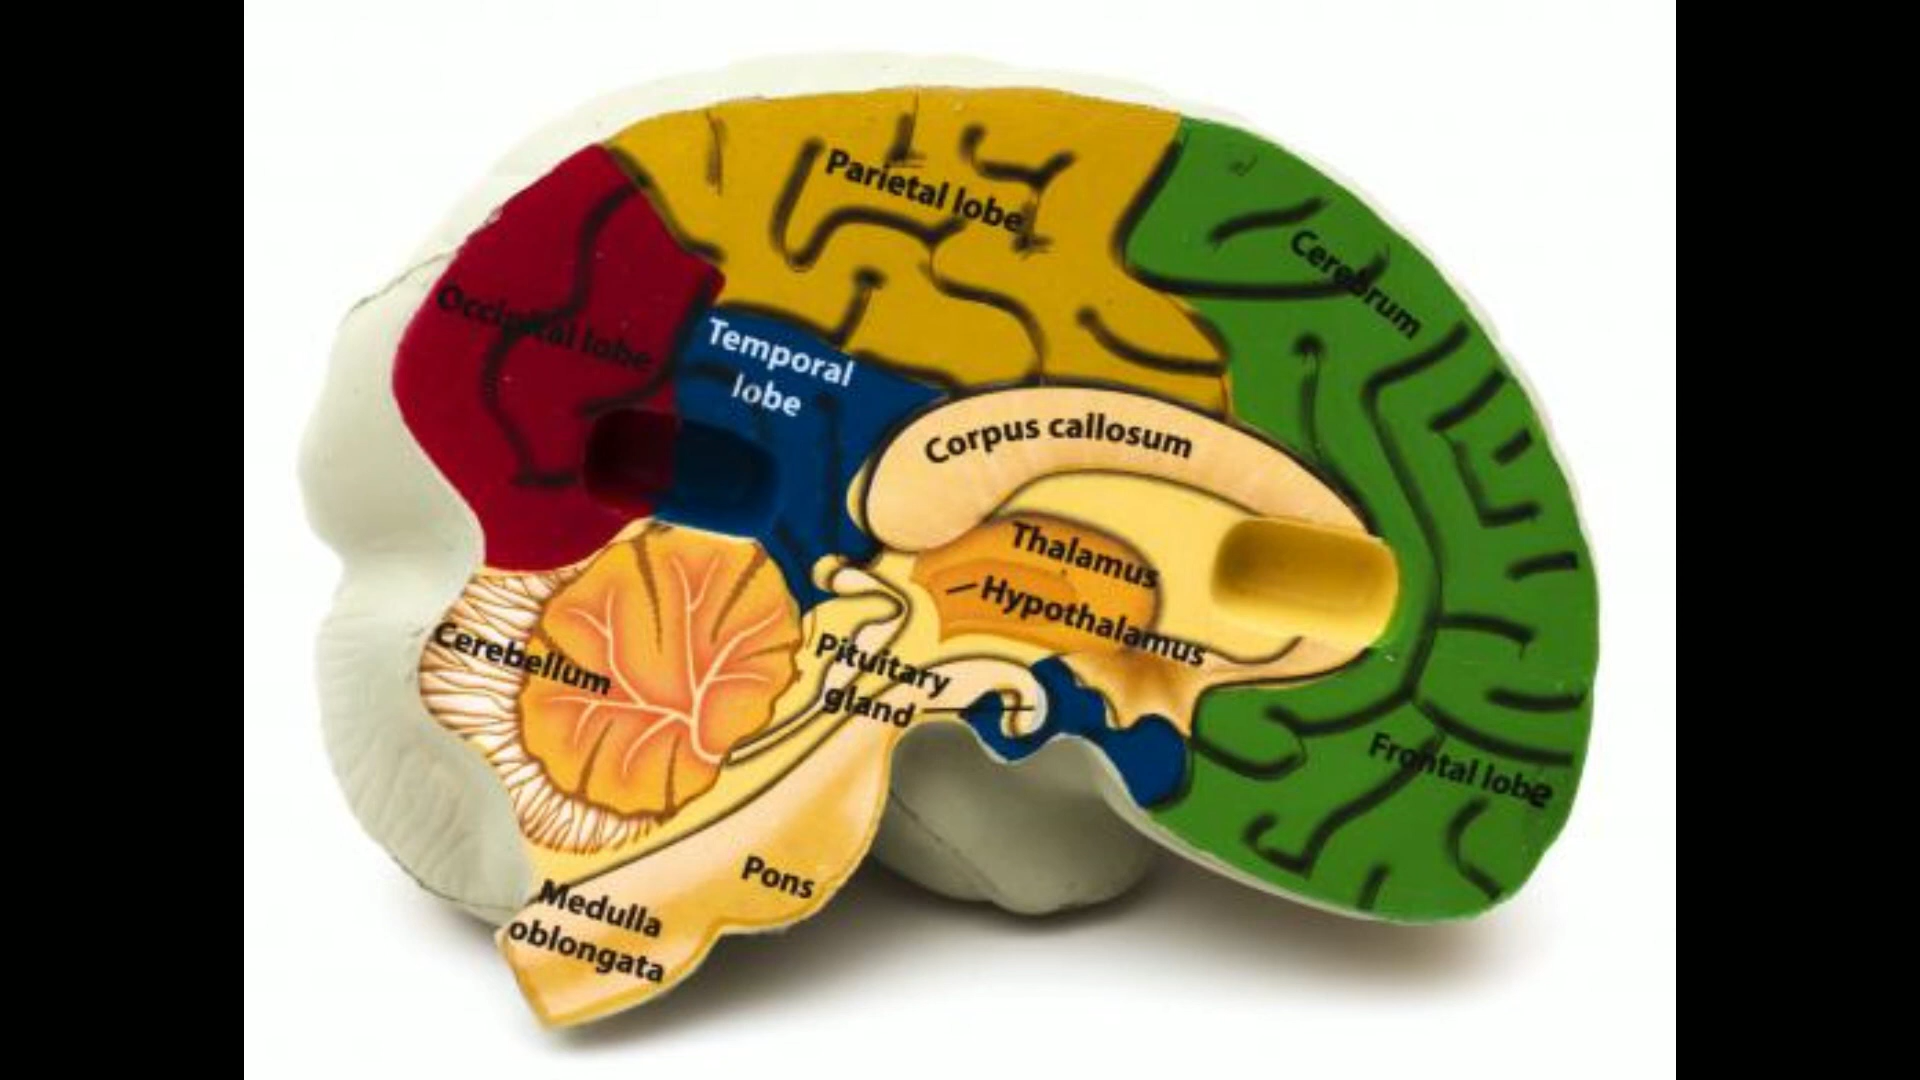 Parietal lobe
Cerebrum
Occipital lobe
Temporal
lobe
Corpus callosum
Thalamus
Hypothalamus
Cerebellum
Pituitary
gland
Frontal lobe
Pons
Medulla
oblongata